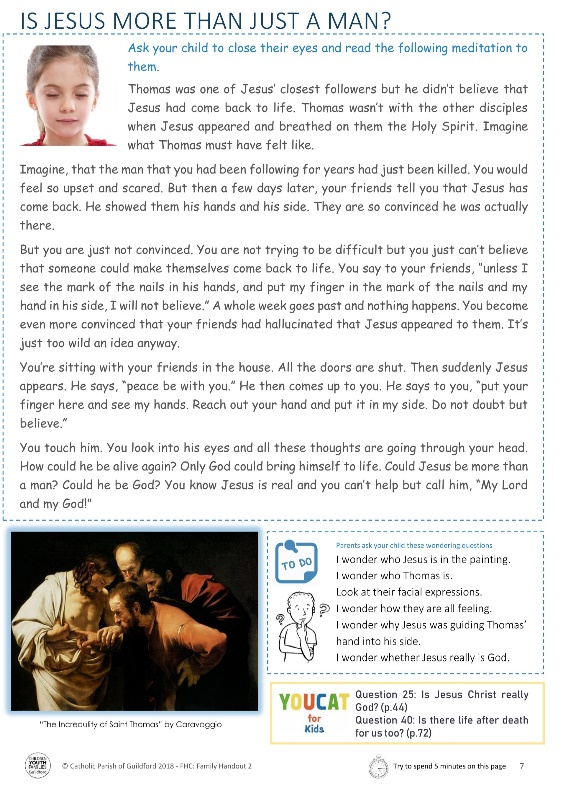 IS JESUS MORE THAN JUST A MAN?
Ask your child to close their eyes and read the following meditation to
them.
Thomas was one of Jesus' closest followers but he didn't believe that
Jesus had come back to life. Thomas wasn't with the other disciples
when Jesus appeared and breathed on them the Holy Spirit. Imagine
what Thomas must have felt like.
Imagine, that the man that you had been following for years had just been killed. You would
feel so upset and scared. But then a few days later, your friends tell you that Jesus has
come back. He showed them his hands and his side. They are so convinced he was actually
there.
But you are just not convinced. You are not trying to be difficult but you just can't believe
that someone could make themselves come back to life. You say to your friends, "unless I
see the mark of the nails in his hands, and put my finger in the mark of the nails and my
hand in his side, I will not believe." A whole week goes past and nothing happens. You become
even more convinced that your friends had hallucinated that Jesus appeared to them. It's
just too wild an idea anyway.
You're sitting with your friends in the house. All the doors are shut. Then suddenly Jesus
appears. He says, "peace be with you." He then comes up to you. He says to you, "put your
finger here and see my hands. Reach out your hand and put it in my side. Do not doubt but
believe."
You touch him. You look into his eyes and all these thoughts are going through your head.
How could he be alive again? Only God could bring himself to life. Could Jesus be more than
a man? Could he be God? You know Jesus is real and you can't help but call him, "My Lord
and my God!"
"The Incredulity of Saint Thomas" by Caravaggio
TO DO
Parents ask your child these wondering questions
I wonder who Jesus is in the painting.
I wonder who Thomas is.
Look at their facial expressions.
I wonder how they are all feeling.
I wonder why Jesus was guiding Thomas'
hand into his side.
I wonder whether Jesus really is God.
YOUCAT
for
Kids
Question 25: Is Jesus Christ really
God? (p.44)
Question 40: Is there life after death
for us too? (p.72)
CHILDREN
YOUTH
FAMILIES
Guildford
© Catholic Parish of Guildford 2018 - FHC: Family Handout 2
Try to spend 5 minutes on this page
7